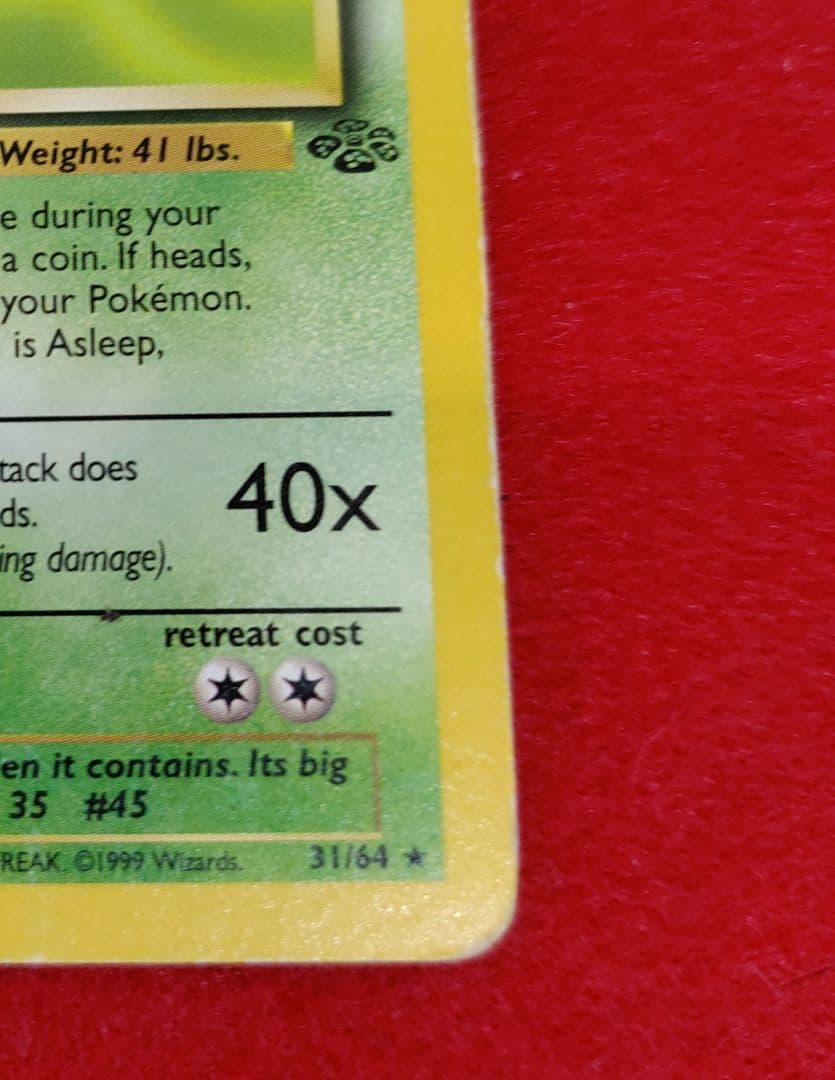 Weight: 41 lbs.
e during your
a coin. If heads,
your Pokémon.
is Asleep,
tack does
40x
ds.
ing damage).
retreat cost
en it contains. Its big
35 #45
REAK. ©1999 Wizards. 31/64 ★